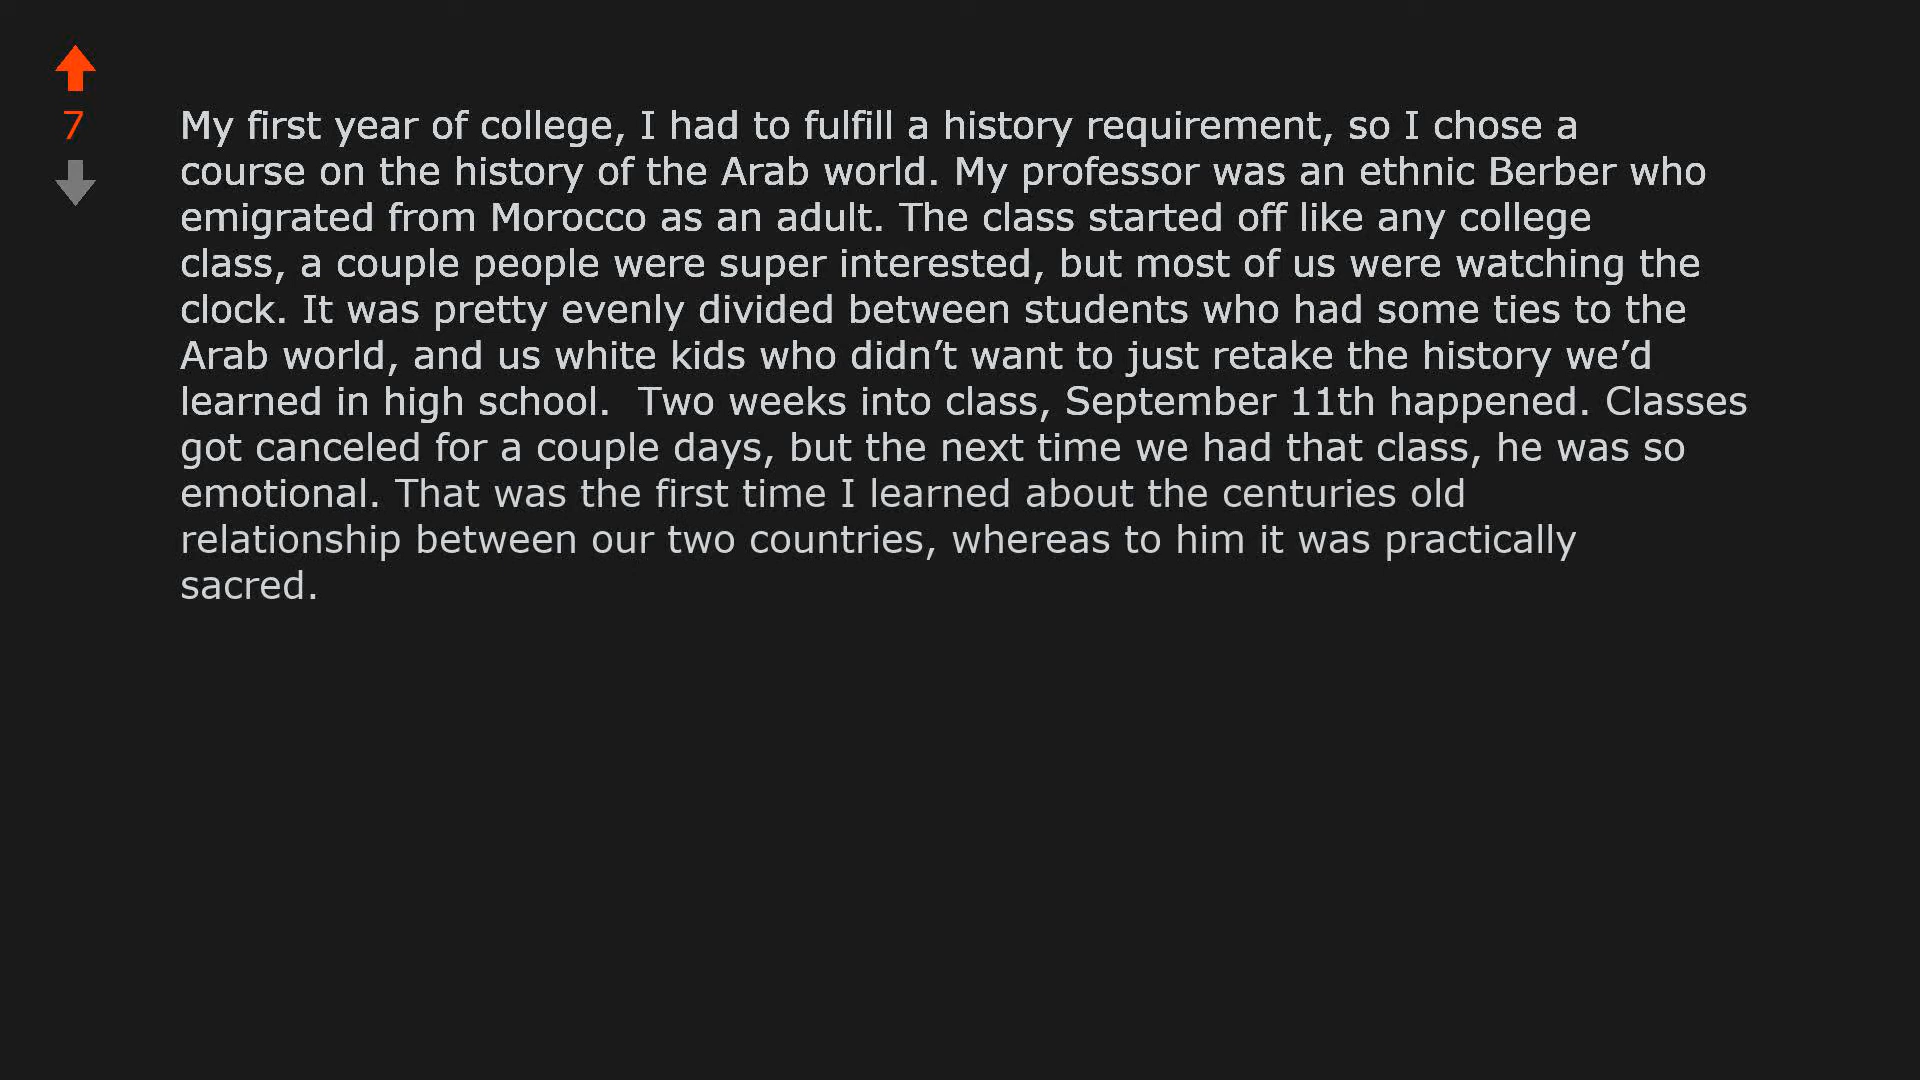 7
My first year of college, I had to fulfill a history requirement, so I chose a
course on the history of the Arab world. My professor was an ethnic Berber who
emigrated from Morocco as an adult. The class started off like any college
class, a couple people were super interested, but most of us were watching the
clock. It was pretty evenly divided between students who had some ties to the
Arab world, and us white kids who didn’t want to just retake the history we’d
learned in high school.  Two weeks into class, September 11th happened. Classes
got canceled for a couple days, but the next time we had that class, he was so
emotional. That was the first time I learned about the centuries old
relationship between our two countries, whereas to him it was practically
sacred.